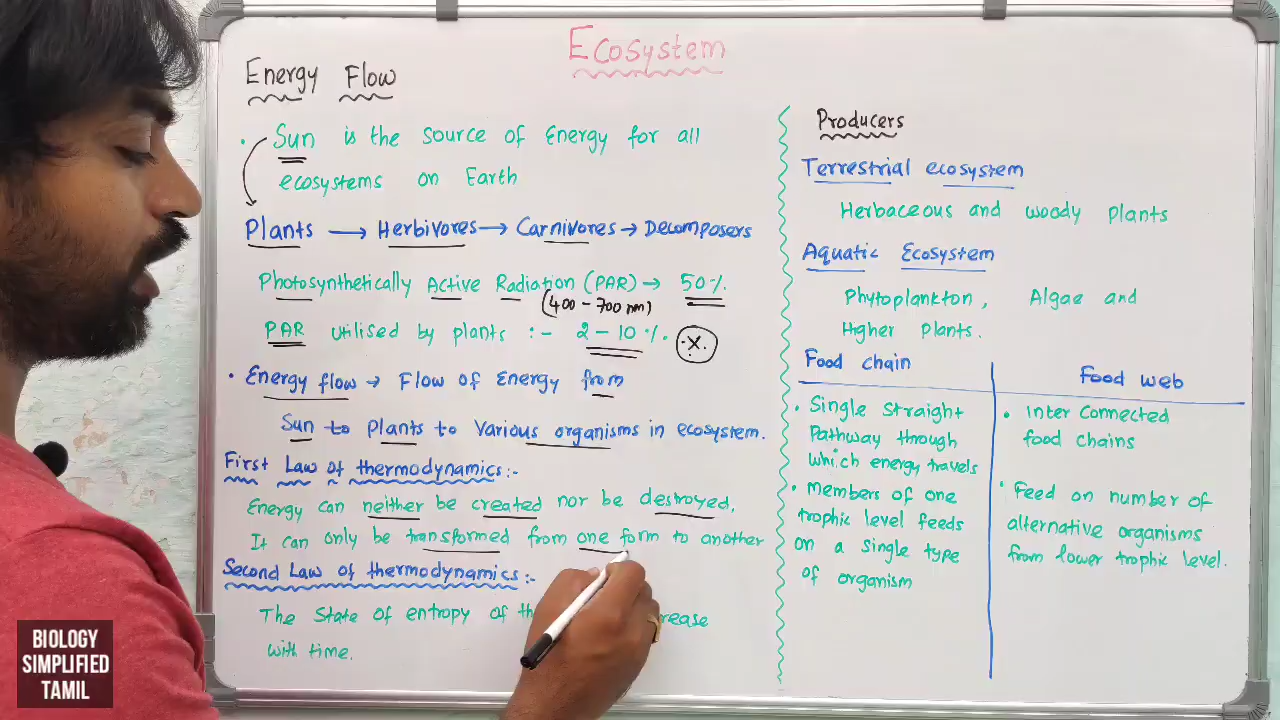 Ecosystem
Energy Flow
• Sun is the source of Energy for all
ecosystems on Earth
Plants → Herbivores → Carnivores → Decomposers
Photosynthetically Active Radiation (PAR) → 50%.
(400 - 700 nm)
PAR utilised by plants :- 2 - 10 %.
• Energy flow → Flow of Energy from
Sun to plants to various organisms in ecosystem.
First Law of thermodynamics:-
Energy can neither be created nor be destroyed.
It can only be transformed from one form to another
Second Law of thermodynamics:-
The State of entropy of
with time.
Producers
Terrestrial ecosystem
Herbaceous and woody plants
Aquatic Ecosystem
Phytoplankton, Algae and
Higher plants.
Food chain
• Single Straight
Pathway through
which energy travels
• Members of one
trophic level feeds
on a single type
of organism
Food web
• Inter Connected
food chains
• Feed on number of
alternative organisms
from lower trophic level.
BIOLOGY
SIMPLIFIED
TAMIL